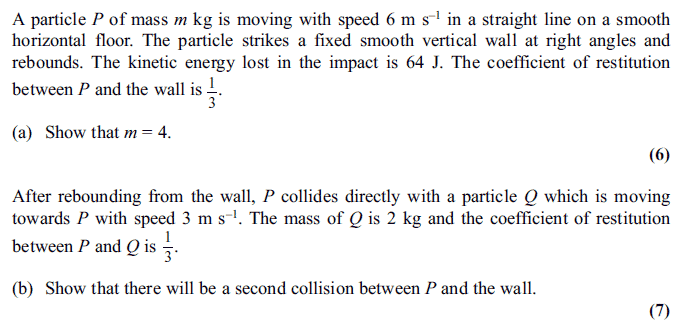 A particle P of mass m kg is moving with speed 6 m s⁻¹ in a straight line on a smooth
horizontal floor. The particle strikes a fixed smooth vertical wall at right angles and
rebounds. The kinetic energy lost in the impact is 64 J. The coefficient of restitution
between P and the wall is 1/3.
(a) Show that m = 4.
(6)
After rebounding from the wall, P collides directly with a particle Q which is moving
towards P with speed 3 m s⁻¹. The mass of Q is 2 kg and the coefficient of restitution
between P and Q is 1/3.
(b) Show that there will be a second collision between P and the wall.
(7)